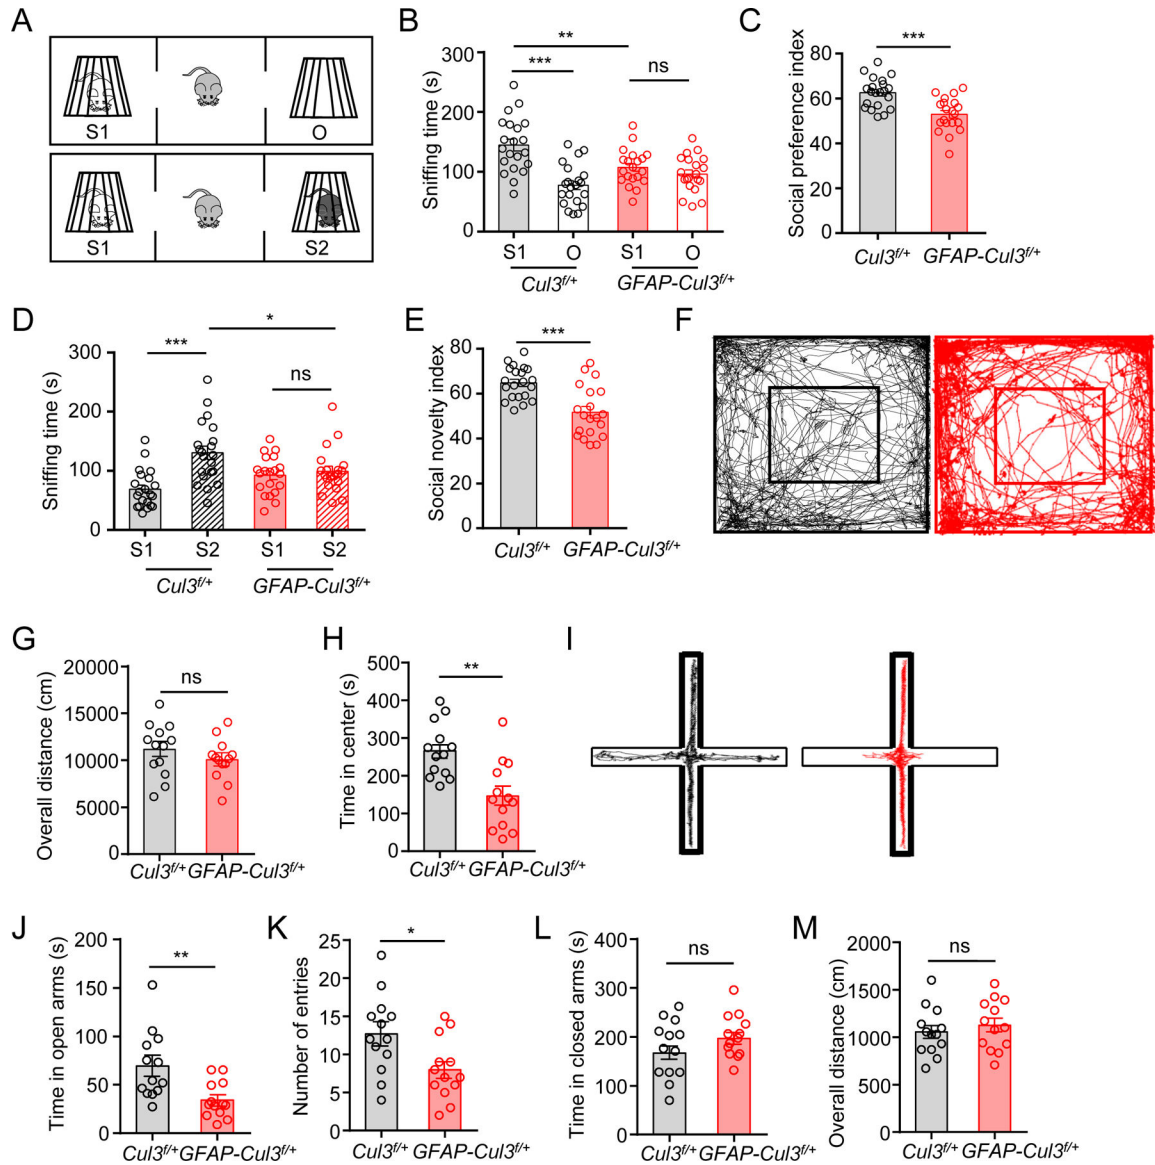 A
S1
O
S1
S2
B
Sniffing time (s)
300
200
100
0
**
***
ns
S1
O
S1
O
Cul3f/+
GFAP-Cul3f/+
C
Social preference index
80
60
40
20
0
***
Cul3f/+
GFAP-Cul3f/+
D
Sniffing time (s)
300
200
100
0
*
***
ns
S1
S2
S1
S2
Cul3f/+
GFAP-Cul3f/+
E
Social novelty index
80
60
40
20
0
***
Cul3f/+
GFAP-Cul3f/+
F
G
Overall distance (cm)
20000
15000
10000
5000
0
ns
Cul3f/+
GFAP-Cul3f/+
H
Time in center (s)
500
400
300
200
100
0
**
Cul3f/+
GFAP-Cul3f/+
I
J
Time in open arms (s)
200
150
100
50
0
**
Cul3f/+
GFAP-Cul3f/+
K
Number of entries
25
20
15
10
5
0
*
Cul3f/+
GFAP-Cul3f/+
L
Time in closed arms (s)
400
300
200
100
0
ns
Cul3f/+
GFAP-Cul3f/+
M
Overall distance (cm)
2000
1500
1000
500
0
ns
Cul3f/+
GFAP-Cul3f/+